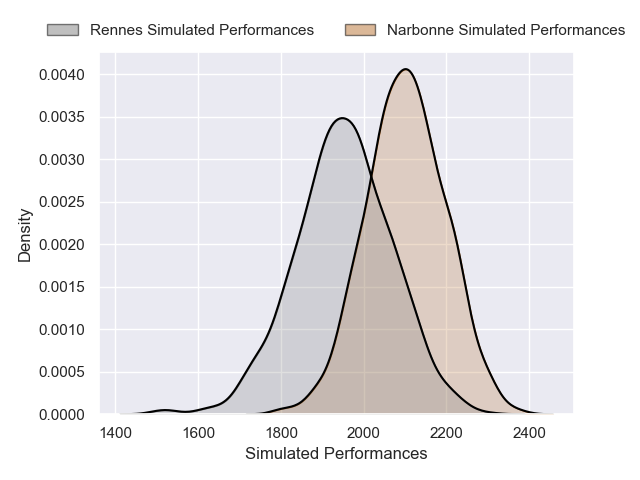 Rennes Simulated Performances Narbonne Simulated Performances
0.0040
0.0035
0.0030
0.0025
0.0020
0.0015
0.0010
0.0005
0.0000
Density
1400 1600 1800 2000 2200 2400
Simulated Performances